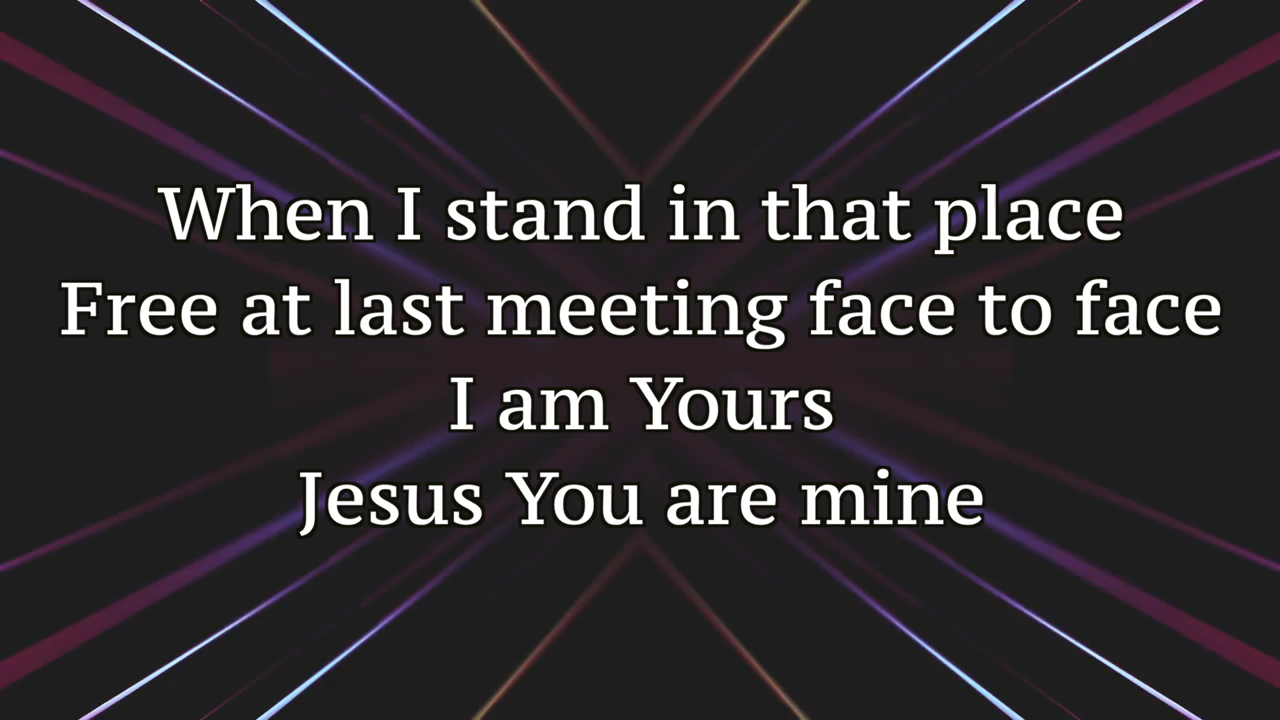 When I stand in that place
Free at last meeting face to face
I am Yours
Jesus You are mine